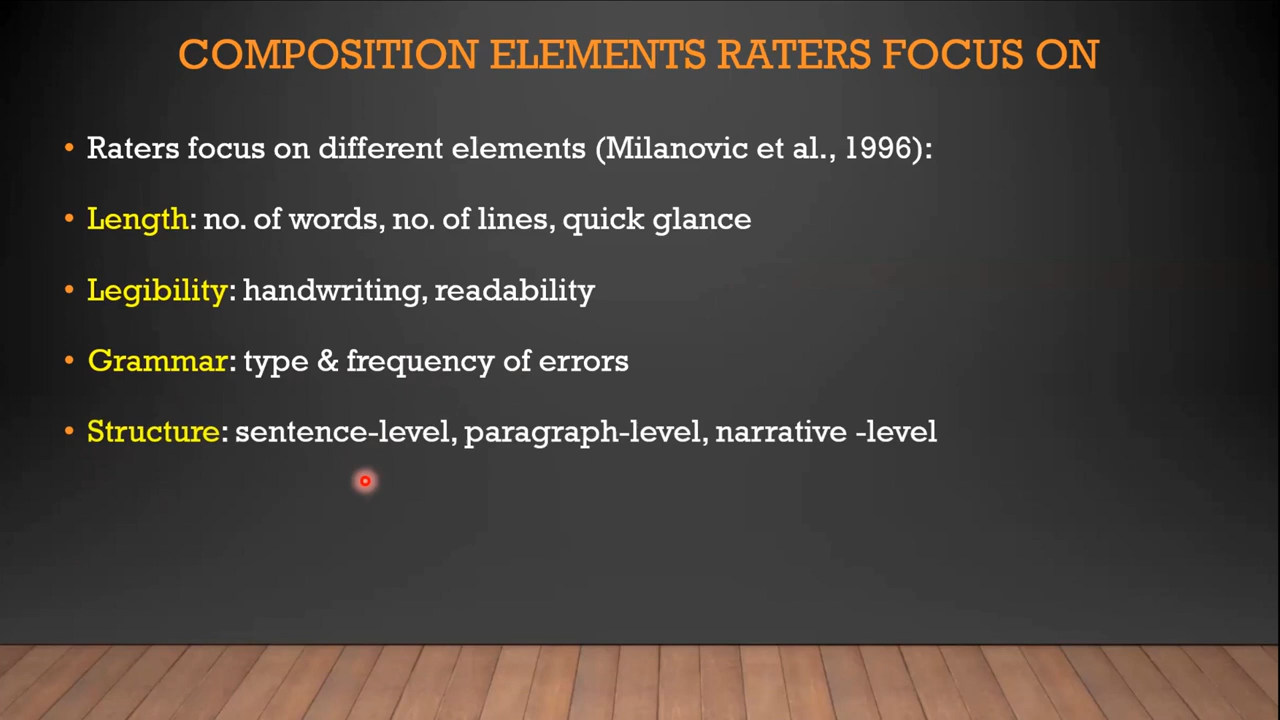 COMPOSITION ELEMENTS RATERS FOCUS ON
• Raters focus on different elements (Milanovic et al., 1996):
• Length: no. of words, no. of lines, quick glance
• Legibility: handwriting, readability
• Grammar: type & frequency of errors
• Structure: sentence-level, paragraph-level, narrative -level